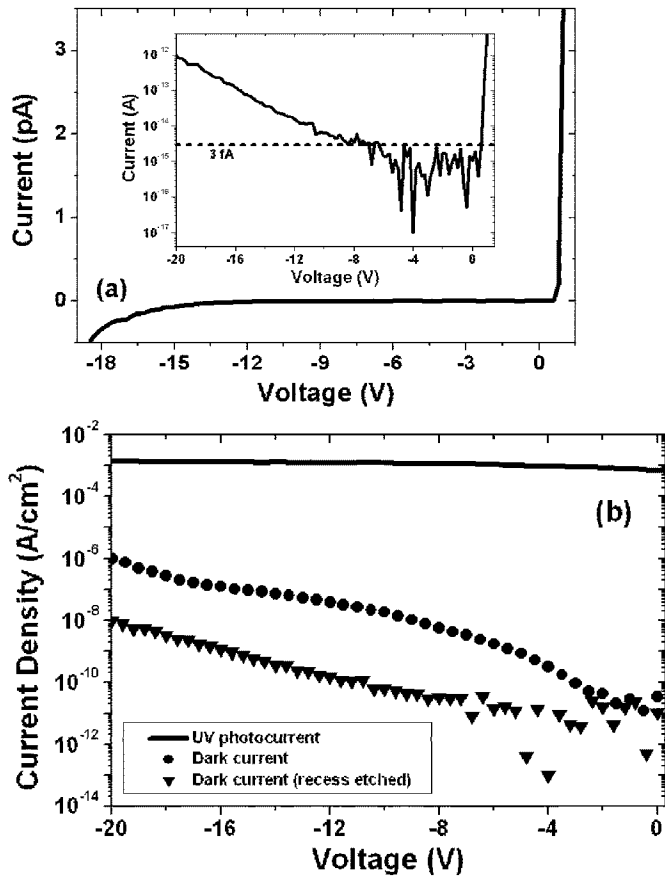 3
2
1
0
Current (pA)
(a)
-18 -15 -12 -9 -6 -3 0
Voltage (V)
10⁻¹²
10⁻¹³
10⁻¹⁴
10⁻¹⁵
10⁻¹⁶
10⁻¹⁷
Current (A)
3 fA
-20 -16 -12 -8 -4 0
Voltage (V)
10⁻²
10⁻⁴
10⁻⁶
10⁻⁸
10⁻¹⁰
10⁻¹²
10⁻¹⁴
Current Density (A/cm²)
(b)
UV photocurrent
Dark current
Dark current (recess etched)
-20 -16 -12 -8 -4 0
Voltage (V)